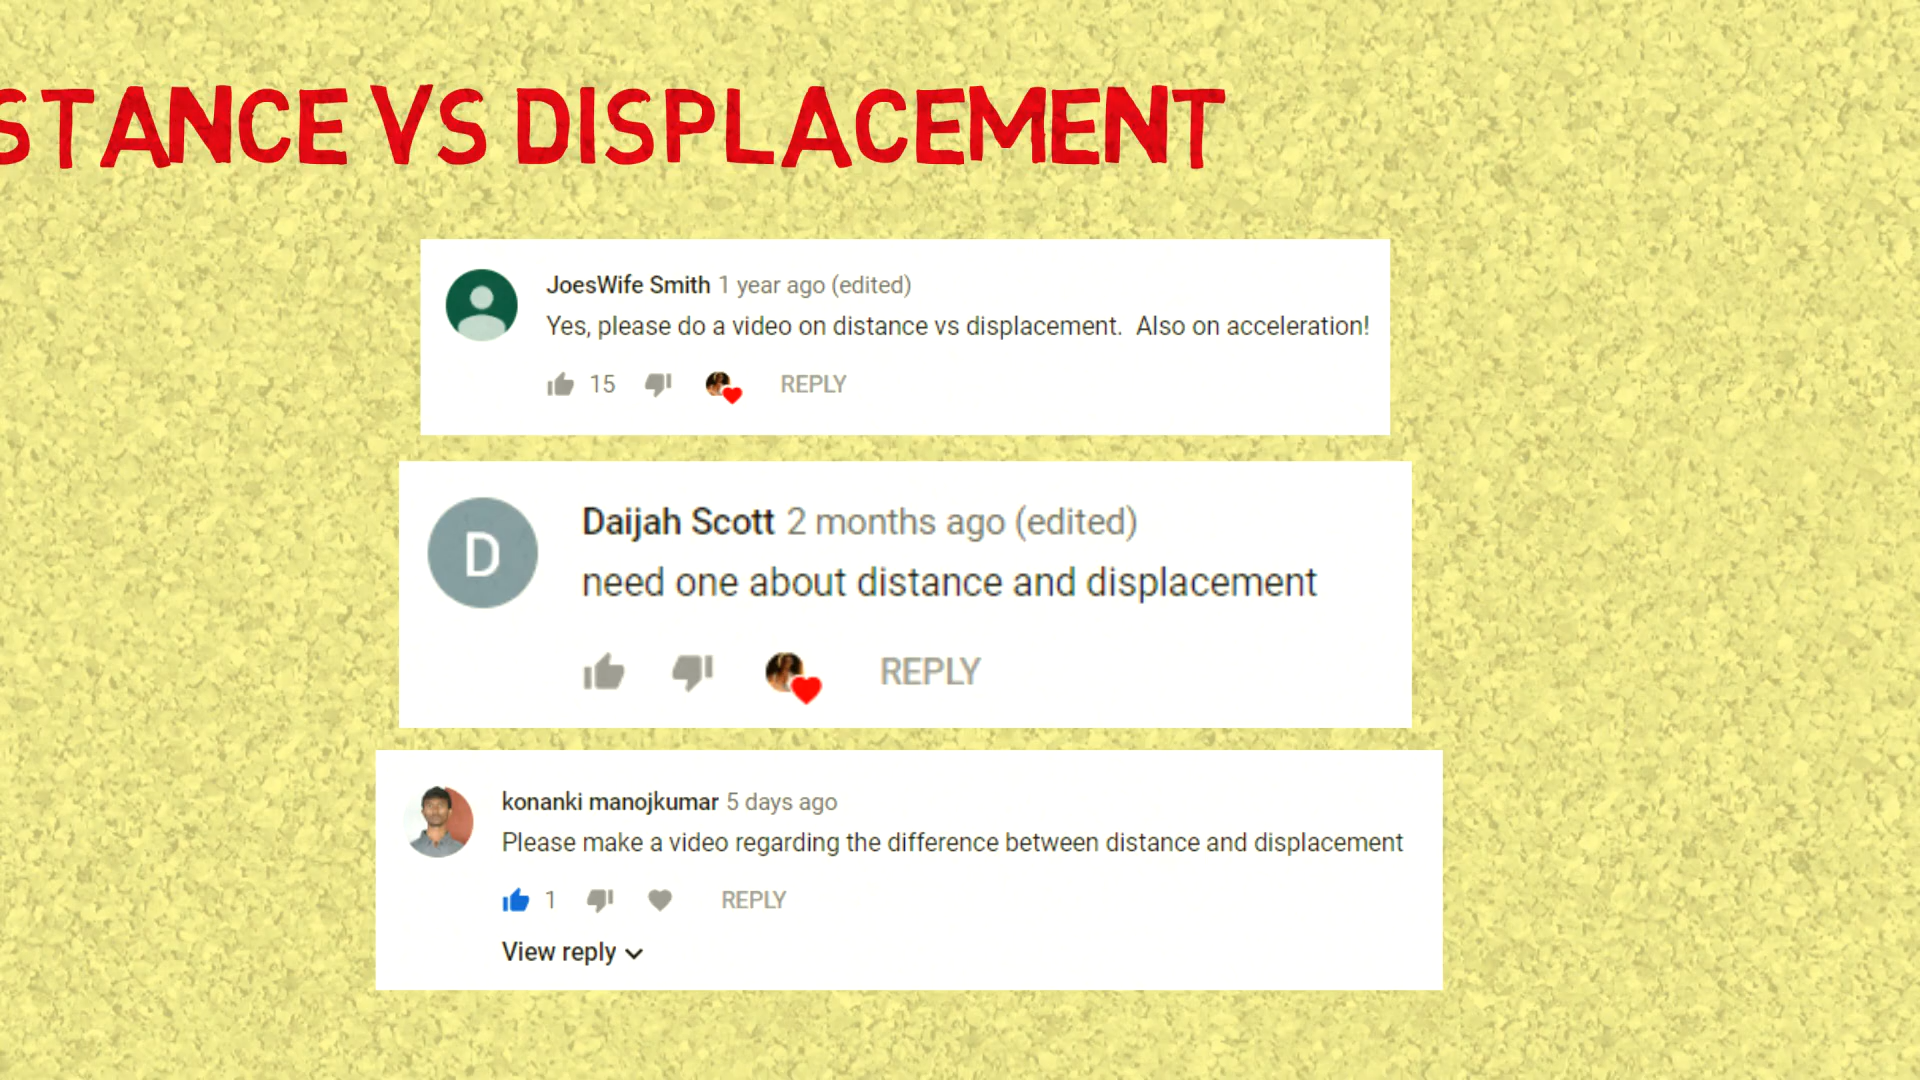 STANCE VS DISPLACEMENT
JoesWife Smith 1 year ago (edited)
Yes, please do a video on distance vs displacement. Also on acceleration!
15 REPLY
D
Daijah Scott 2 months ago (edited)
need one about distance and displacement
REPLY
konanki manojkumar 5 days ago
Please make a video regarding the difference between distance and displacement
1 REPLY
View reply